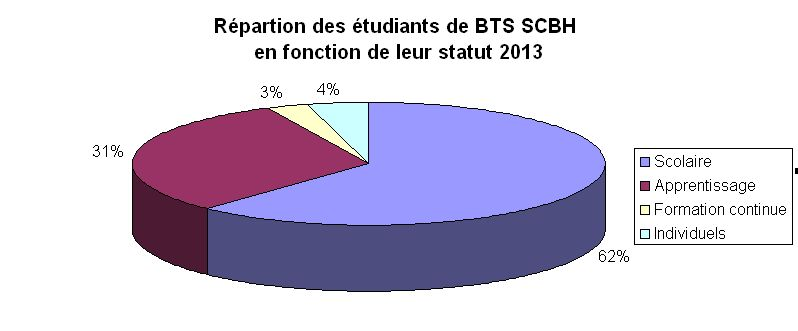 Répartion des étudiants de BTS SCBH
en fonction de leur statut 2013
3%
4%
31%
62%
Scolaire
Apprentissage
Formation continue
Individuels